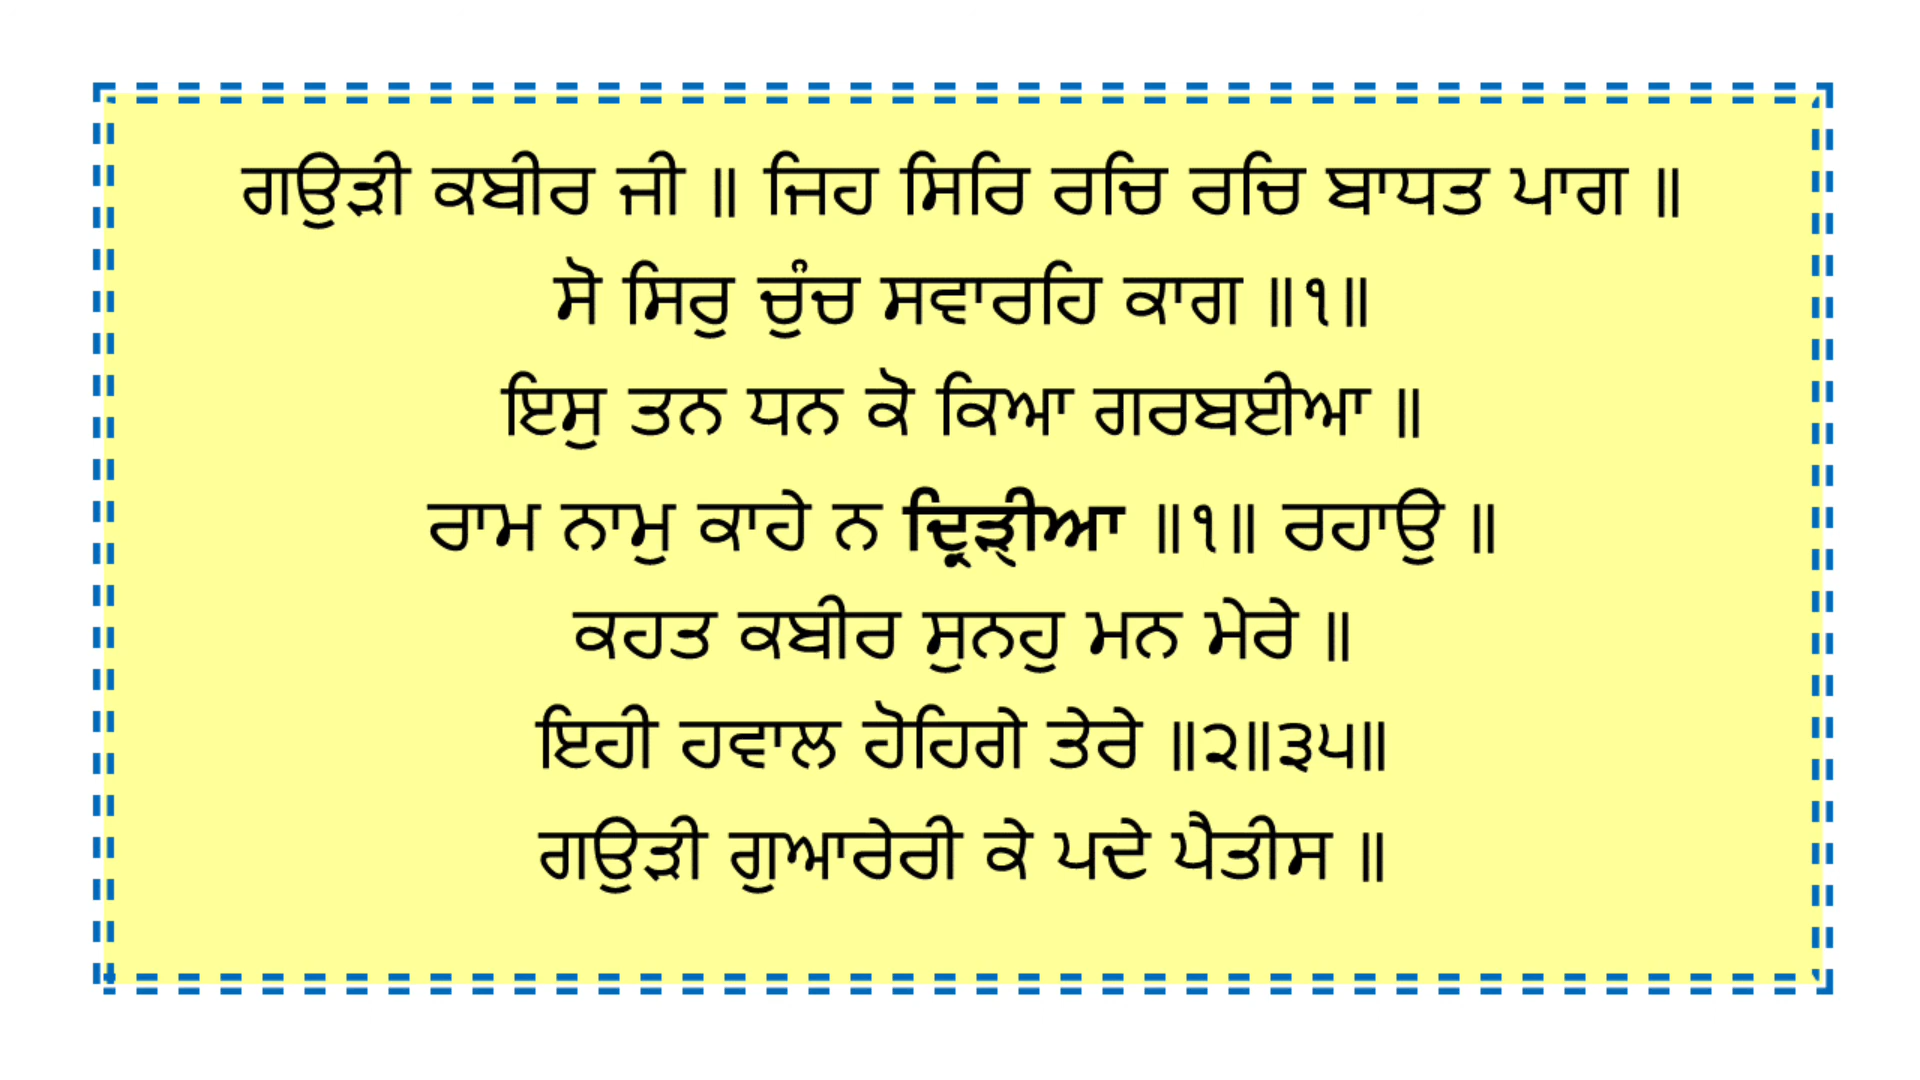 ਗਉੜੀ ਕਬੀਰ ਜੀ ॥ ਜਿਹ ਸਿਰਿ ਰਚਿ ਰਚਿ ਬਾਧਤ ਪਾਗ ॥
ਸੋ ਸਿਰੁ ਚੁੰਚ ਸਵਾਰਹਿ ਕਾਗ ॥੧॥
ਇਸੁ ਤਨ ਧਨ ਕੋ ਕਿਆ ਗਰਬਈਆ ॥
ਰਾਮ ਨਾਮੁ ਕਾਹੇ ਨ ਦ੍ਰਿੜ੍ਹੀਆ ॥੧॥ ਰਹਾਉ ॥
ਕਹਤ ਕਬੀਰ ਸੁਨਹੁ ਮਨ ਮੇਰੇ ॥
ਇਹੀ ਹਵਾਲ ਹੋਹਿਗੇ ਤੇਰੇ ॥੨॥੩੫॥
ਗਉੜੀ ਗੁਆਰੇਰੀ ਕੇ ਪਦੇ ਪੈਤੀਸ ॥